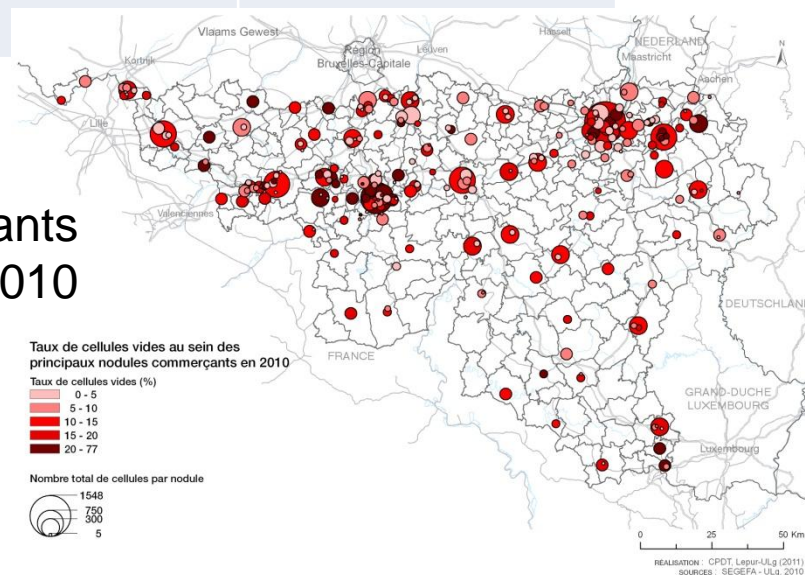 Vlaams Gewest
Hasselt
NEDERLAND
Kortrijk
Région
Bruxelles-Capitale
Leuven
Maastricht
N
Aachen
Lille
Valenciennes
ants
2010
DEUTSCHLAND
Taux de cellules vides au sein des
principaux nodules commerçants en 2010
FRANCE
Taux de cellules vides (%)
0 - 5
5 - 10
10 - 15
15 - 20
20 - 77
GRAND-DUCHE
LUXEMBOURG
Luxembourg
Nombre total de cellules par nodule
1548
750
300
5
0 25 50 Km
RÉALISATION : CPDT, Lepur-ULg (2011)
SOURCES : SEGEFA - ULg, 2010